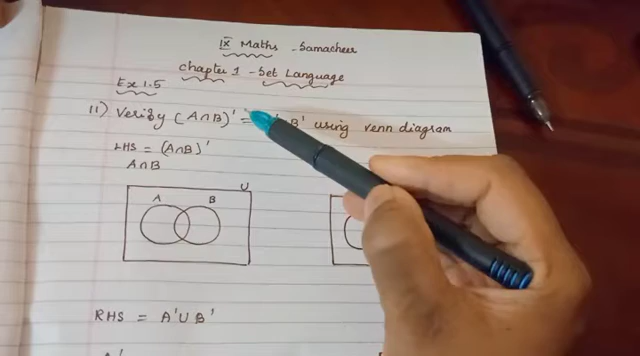 IX Maths - Samacheer
Chapter 1 - Set Language
Ex 1.5
11) Verify (A∩B)' = B' using venn diagram
LHS = (A∩B)'
A∩B
U
A B
RHS = A'∪B'
A'